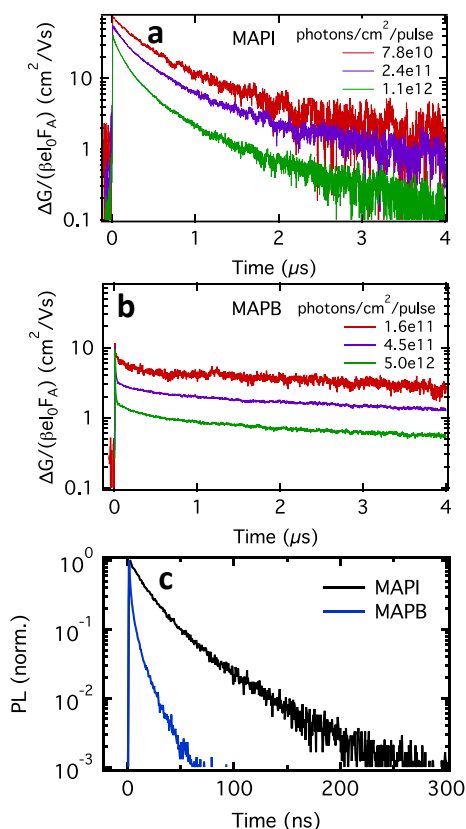 a
MAPI
photons/cm²/pulse
7.8e10
2.4e11
1.1e12
ΔG/(βeI₀F_A) (cm²/Vs)
10
1
0.1
0
1
2
3
4
Time (µs)
b
MAPB
photons/cm²/pulse
1.6e11
4.5e11
5.0e12
ΔG/(βeI₀F_A) (cm²/Vs)
10
1
0.1
0
1
2
3
4
Time (µs)
c
MAPI
MAPB
PL (norm.)
10⁰
10⁻¹
10⁻²
10⁻³
0
100
200
300
Time (ns)